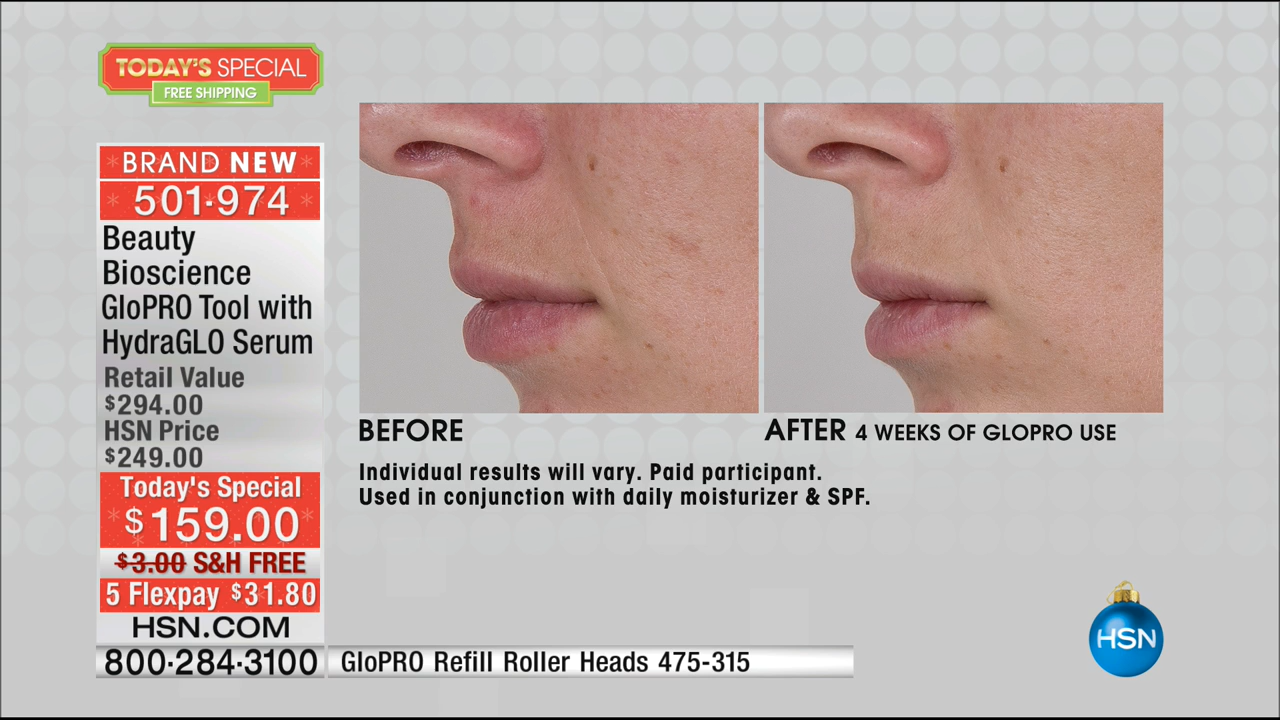 TODAY'S SPECIAL
FREE SHIPPING
BRAND NEW
501·974
Beauty
Bioscience
GloPRO Tool with
HydraGLO Serum
Retail Value
$294.00
HSN Price
$249.00
Today's Special
$159.00
$3.00 S&H FREE
5 Flexpay $31.80
HSN.COM
800·284·3100
BEFORE
AFTER 4 WEEKS OF GLOPRO USE
Individual results will vary. Paid participant.
Used in conjunction with daily moisturizer & SPF.
GloPRO Refill Roller Heads 475-315
HSN